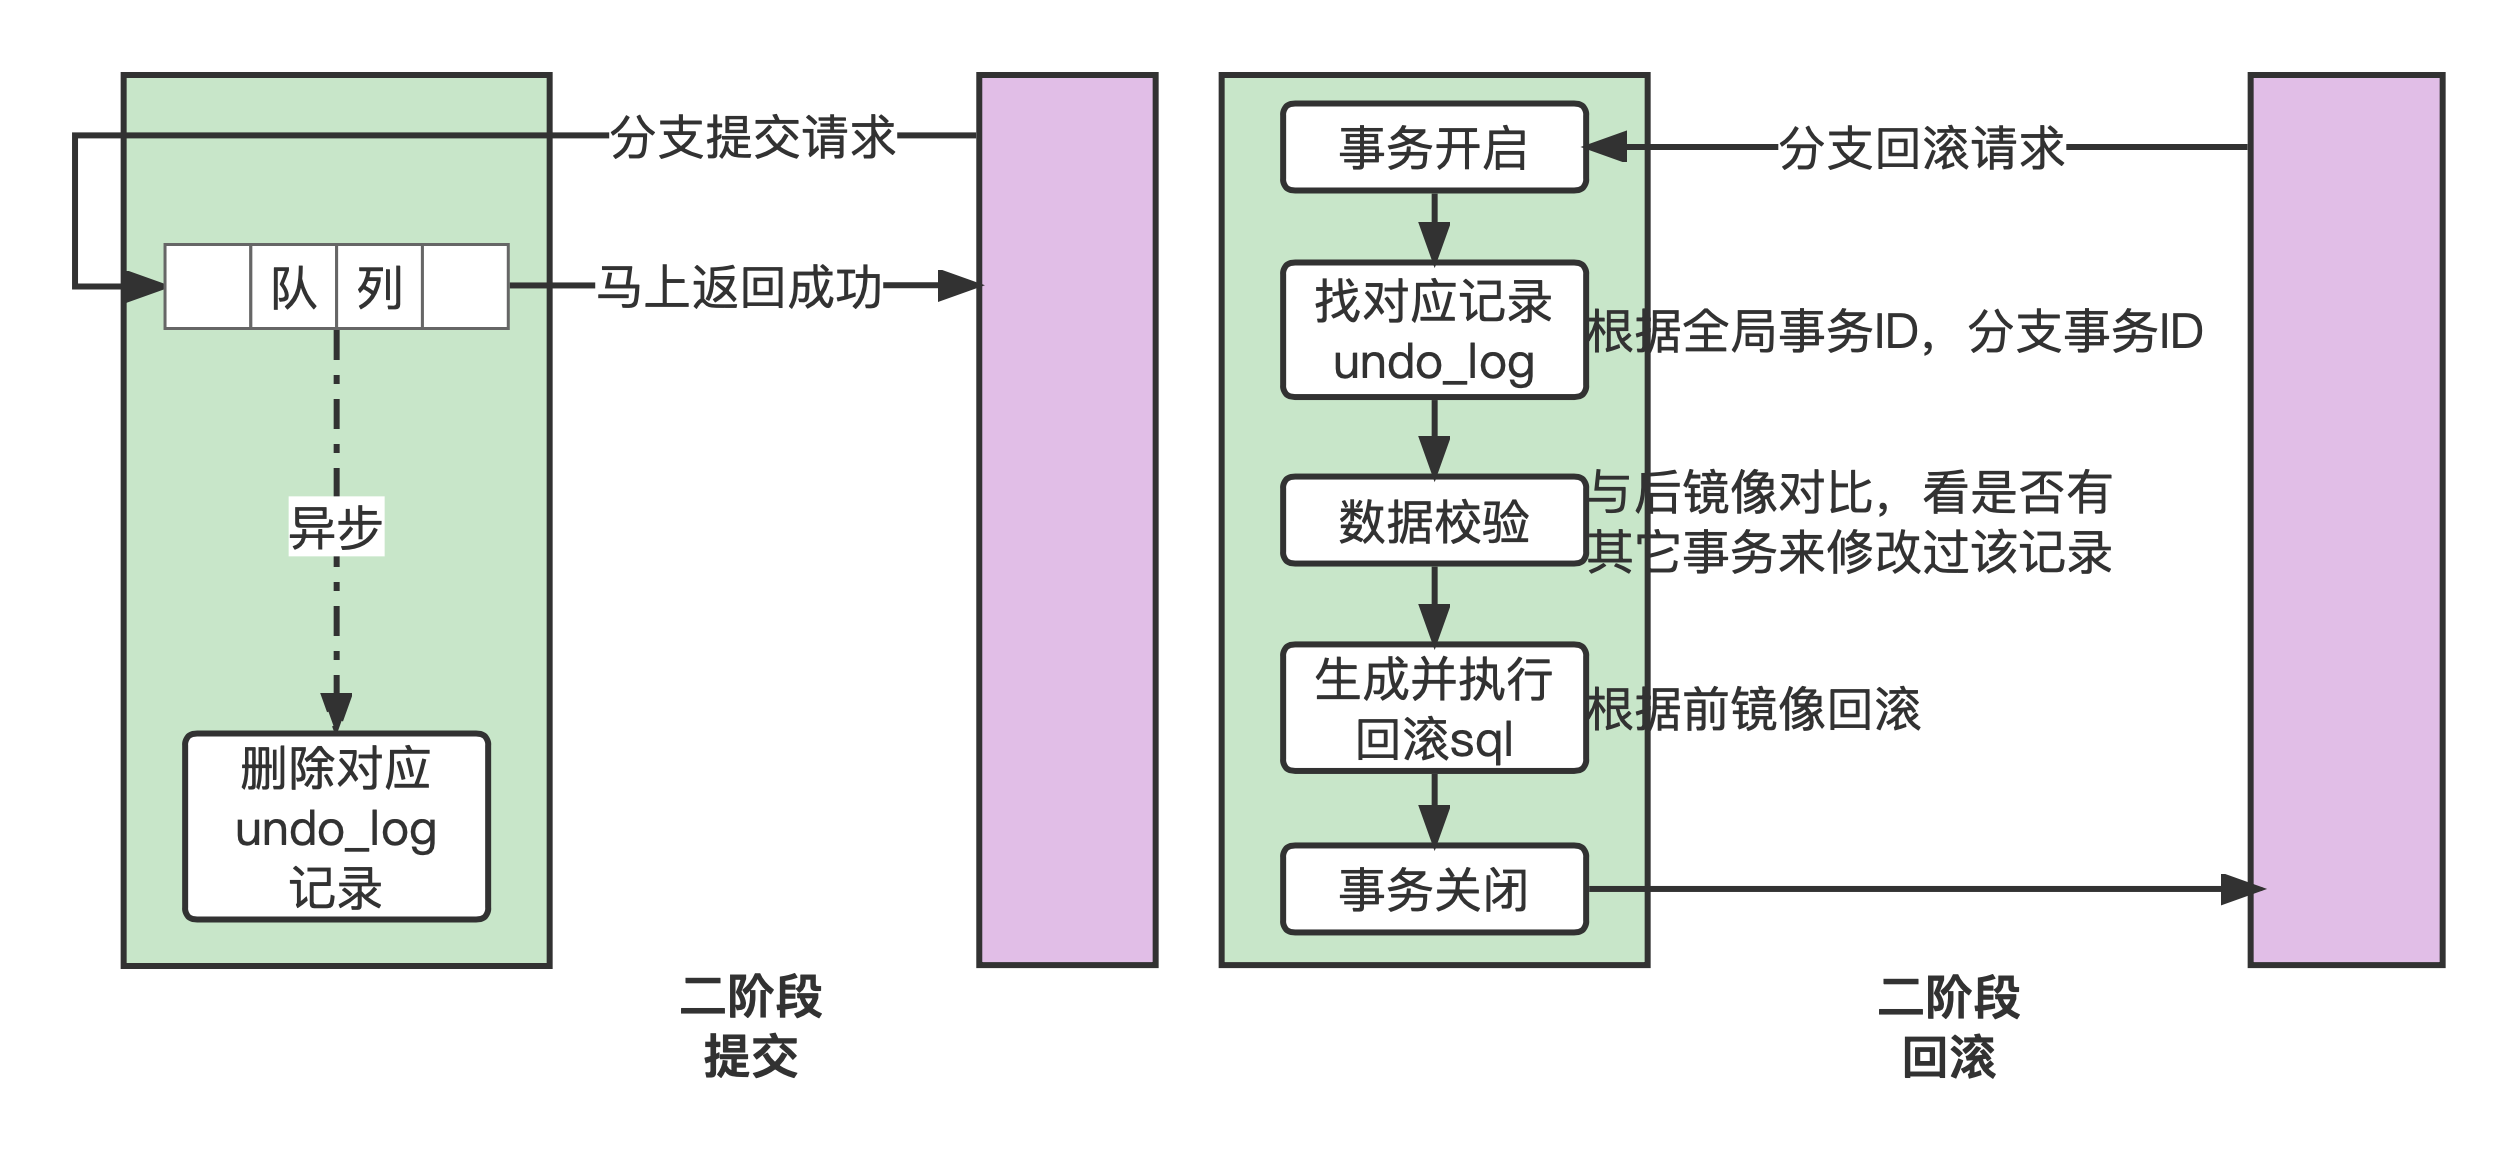 分支提交请求
队 列
马上返回成功
异步
删除对应
undo_log
记录
二阶段
提交
事务开启
分支回滚请求
找对应记录
undo_log
根据全局事务ID，分支事务ID
数据校验
与后镜像对比，看是否有
其它事务来修改过该记录
生成并执行
回滚sql
根据前镜像回滚
事务关闭
二阶段
回滚